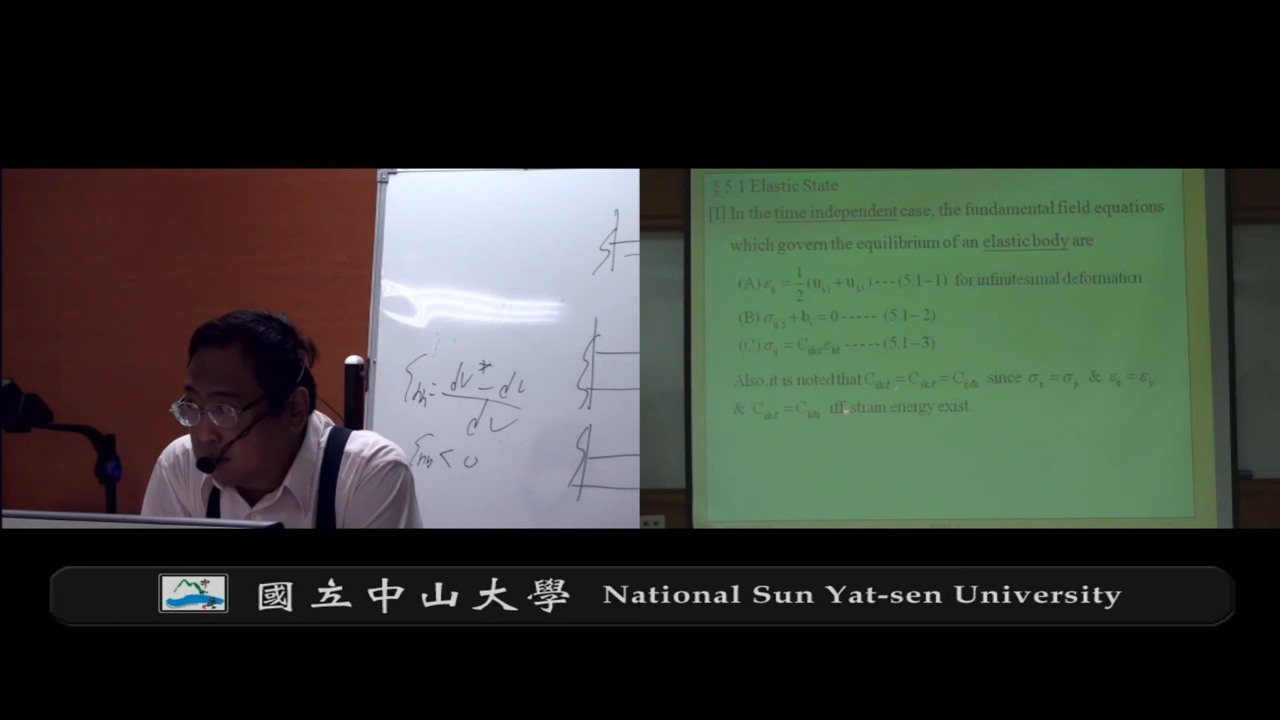 § 5.1 Elastic State
[I] In the time independent case, the fundamental field equations
which govern the equilibrium of an elastic body are
(A) ε_ij = 1/2 (u_i,j + u_j,i) --- (5.1-1) for infinitesimal deformation
(B) σ_ij,j + b_i = 0 ----- (5.1-2)
(C) σ_ij = C_ijkℓ ε_kℓ ----- (5.1-3)
Also, it is noted that C_ijkℓ = C_jikℓ = C_ijℓk since σ_ij = σ_ji & ε_ij = ε_ji
& C_ijkℓ = C_kℓij iff strain energy exist
< 0
國立中山大學 National Sun Yat-sen University